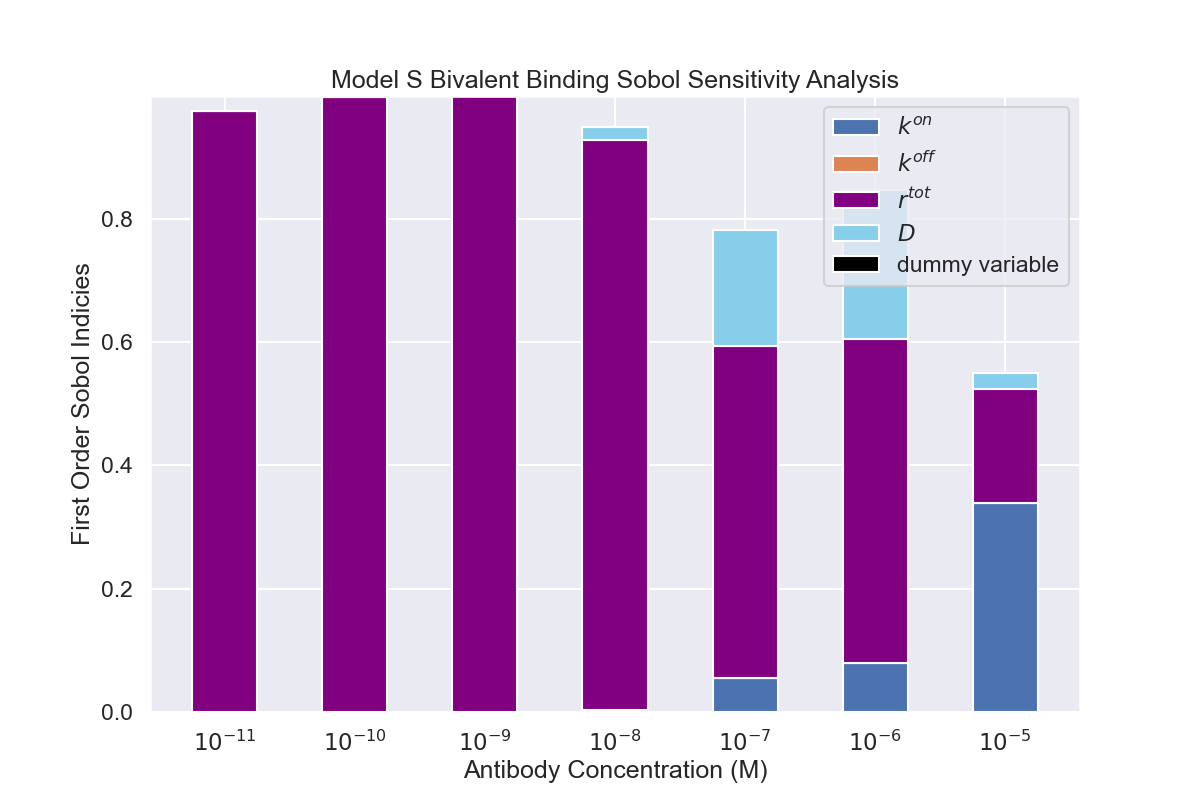 Model S Bivalent Binding Sobol Sensitivity Analysis
First Order Sobol Indicies
0.8
0.6
0.4
0.2
0.0
k^on
k^off
r^tot
D
dummy variable
10^−11 10^−10 10^−9 10^−8 10^−7 10^−6 10^−5
Antibody Concentration (M)